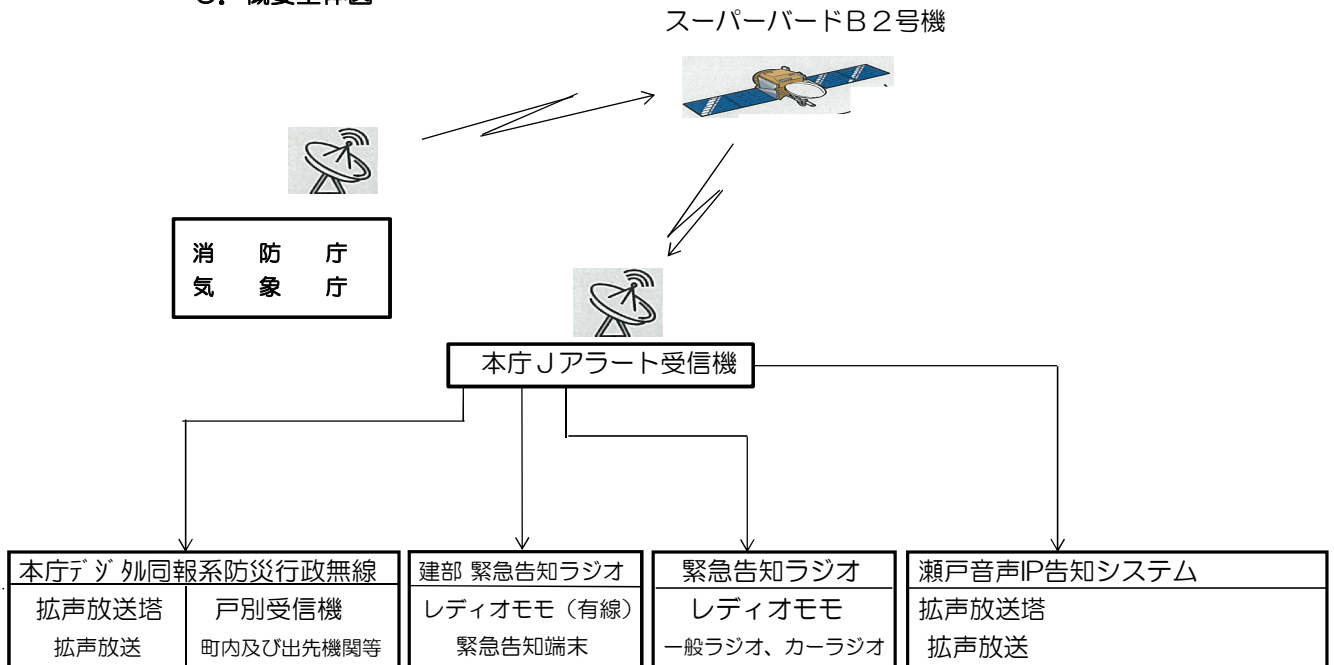 スーパーバードB2号機
消防庁
気象庁
本庁Jアラート受信機
本庁ﾃﾞｼﾞﾀﾙ同報系防災行政無線
拡声放送塔
戸別受信機
拡声放送
町内及び出先機関等
建部 緊急告知ラジオ
レディオモモ（有線）
緊急告知端末
緊急告知ラジオ
レディオモモ
一般ラジオ、カーラジオ
瀬戸音声IP告知システム
拡声放送塔
拡声放送